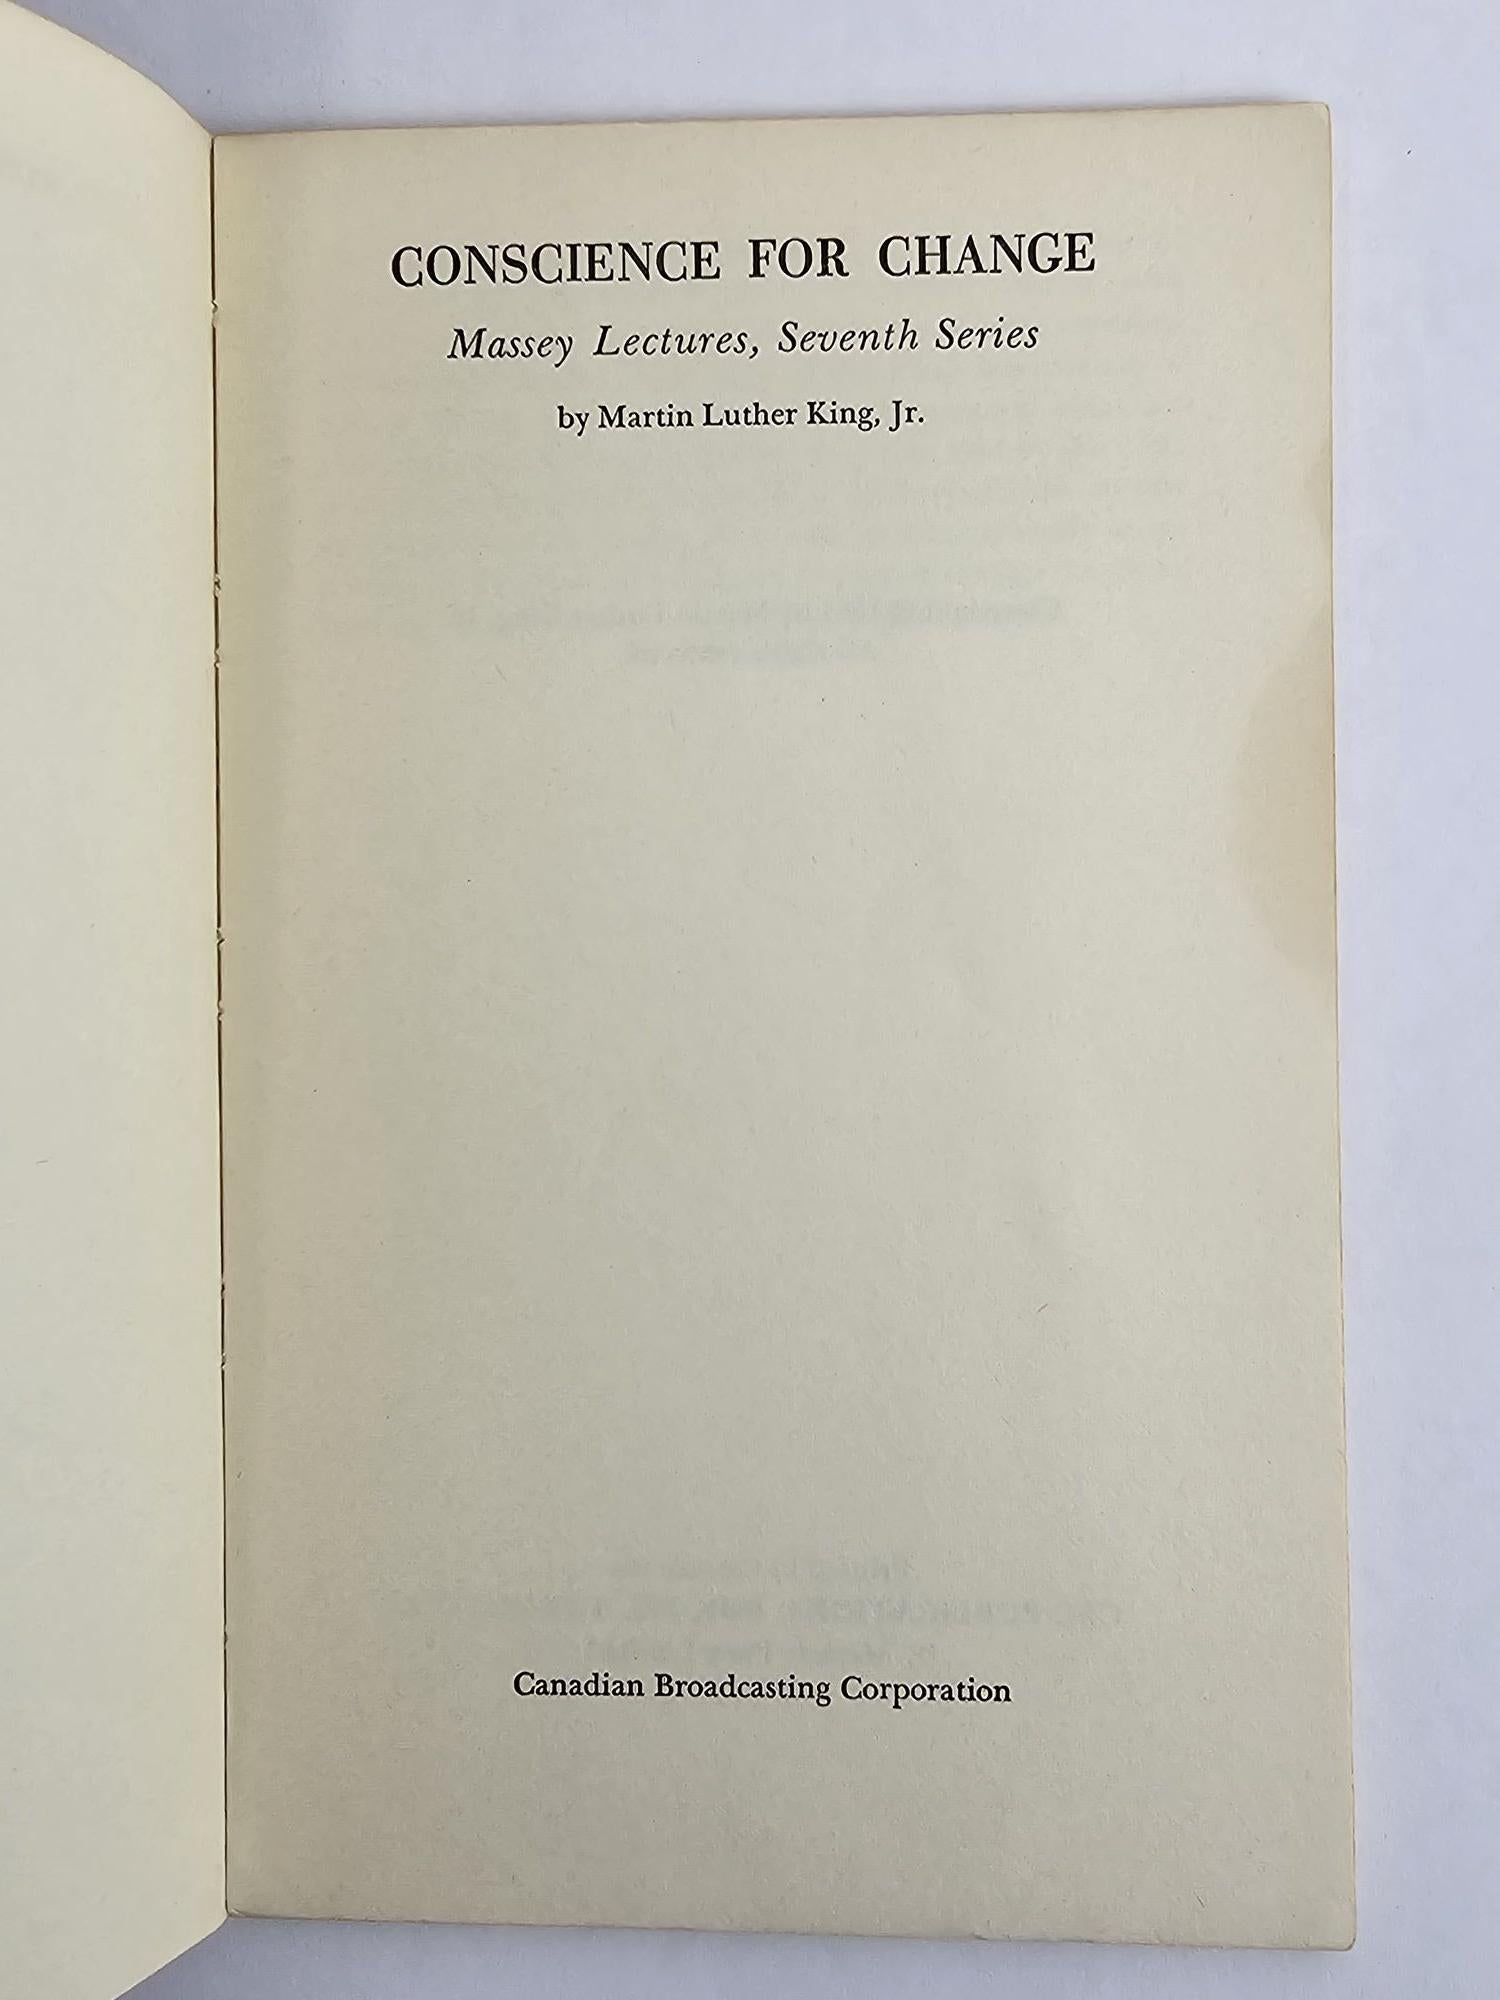 CONSCIENCE FOR CHANGE
Massey Lectures, Seventh Series
by Martin Luther King, Jr.
Canadian Broadcasting Corporation